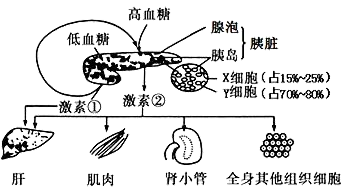 高血糖
低血糖
腺泡
胰岛
胰脏
X细胞（占15%~25%）
Y细胞（占70%~80%）
激素①
激素②
肝
肌肉
肾小管
全身其他组织细胞